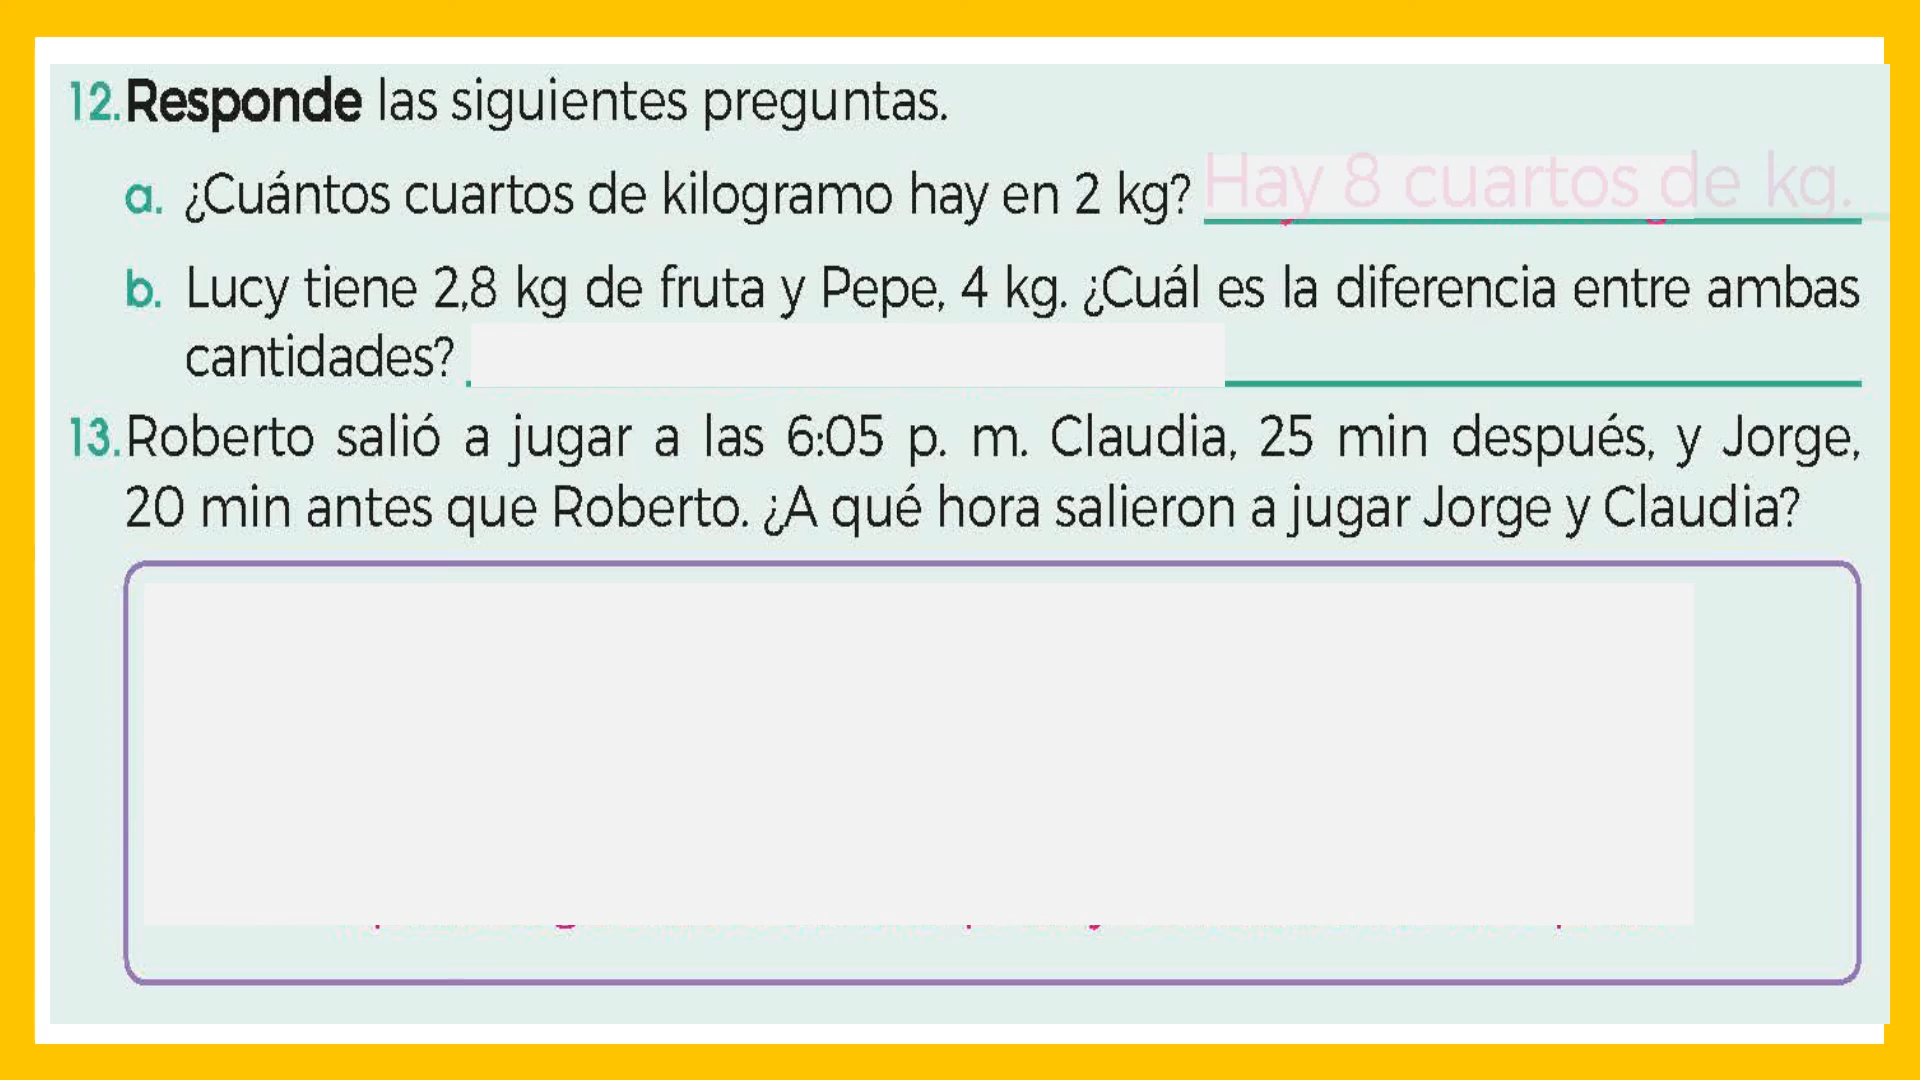 12. Responde las siguientes preguntas.
a. ¿Cuántos cuartos de kilogramo hay en 2 kg? Hay 8 cuartos de kg.
b. Lucy tiene 2,8 kg de fruta y Pepe, 4 kg. ¿Cuál es la diferencia entre ambas
cantidades?
13. Roberto salió a jugar a las 6:05 p. m. Claudia, 25 min después, y Jorge,
20 min antes que Roberto. ¿A qué hora salieron a jugar Jorge y Claudia?